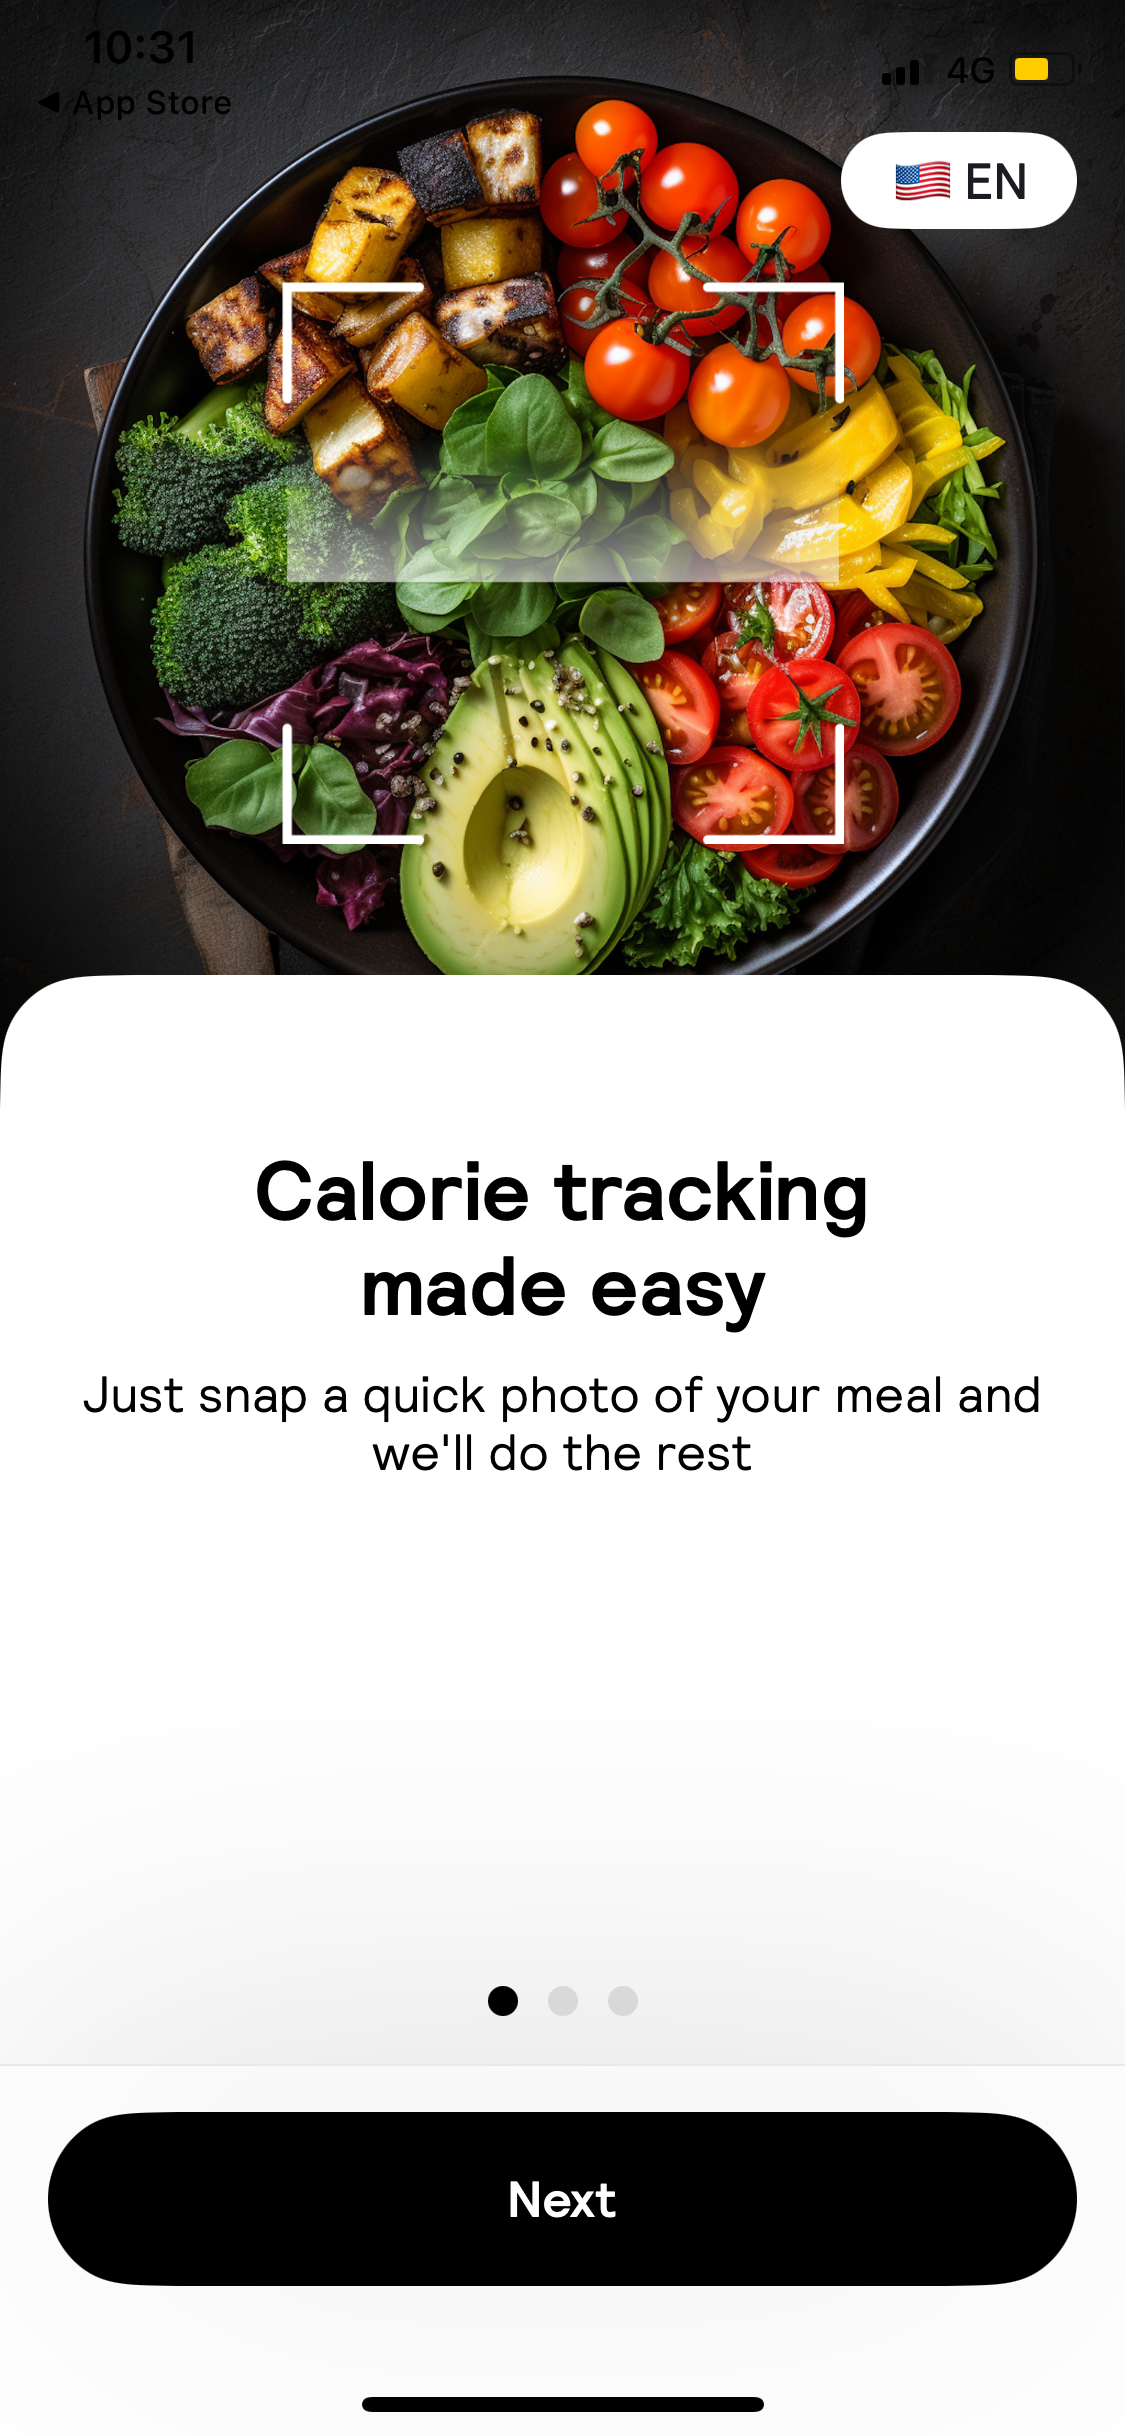 10:31
4G
◀ App Store
🇺🇸 EN
Calorie tracking
made easy
Just snap a quick photo of your meal and
we'll do the rest
Next